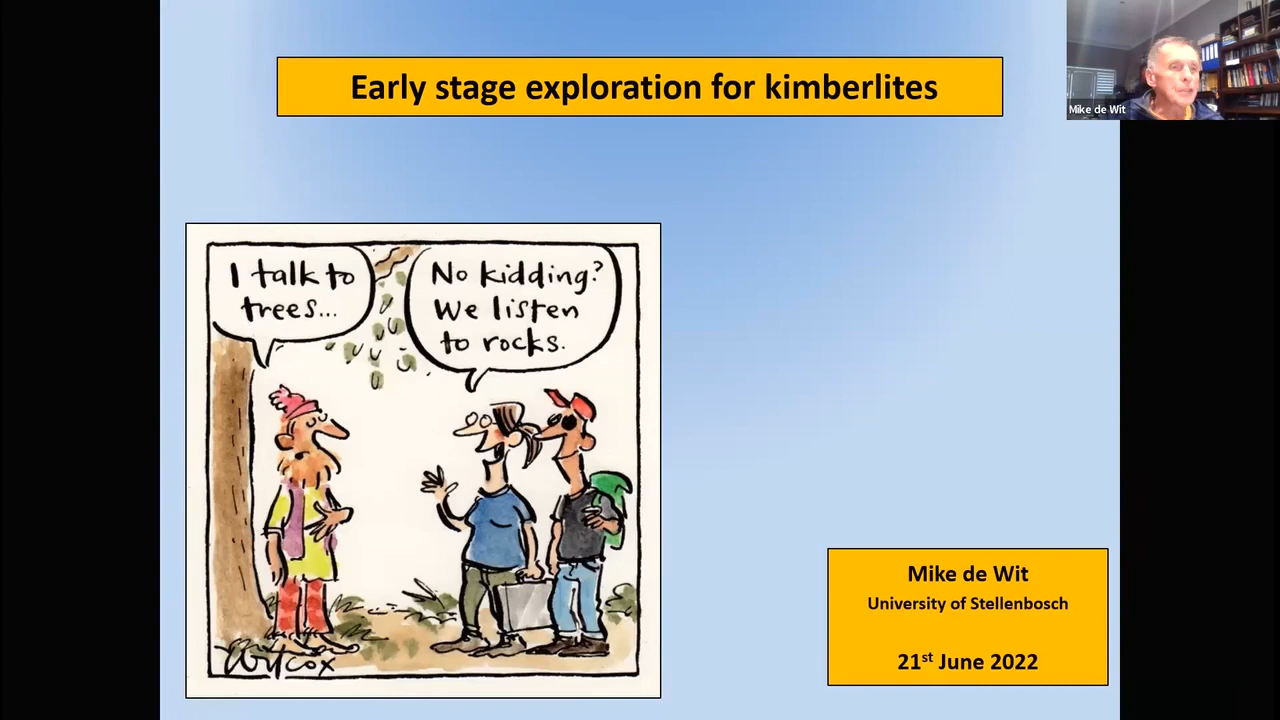 Early stage exploration for kimberlites
Mike de Wit
I talk to
trees...
No kidding?
We listen
to rocks.
Wilcox
Mike de Wit
University of Stellenbosch
21st June 2022